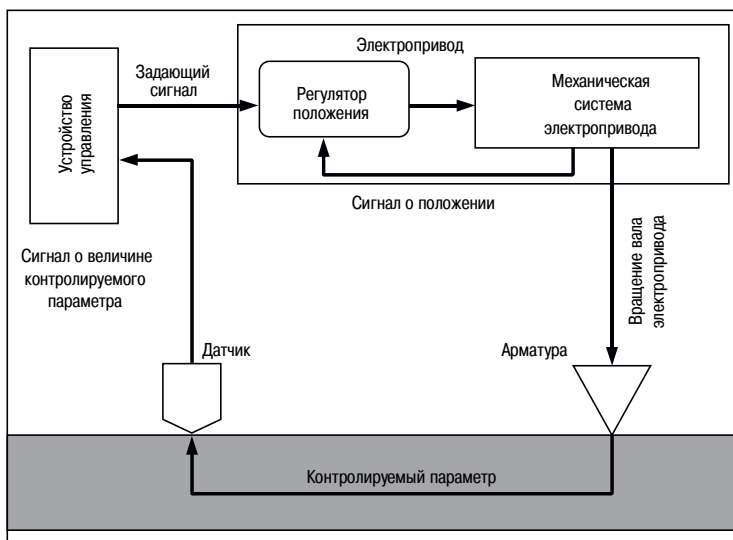 Электропривод
Задающий
сигнал
Устройство
управления
Регулятор
положения
Механическая
система
электропривода
Сигнал о положении
Сигнал о величине
контролируемого
параметра
Вращение вала
электропривода
Датчик
Арматура
Контролируемый параметр